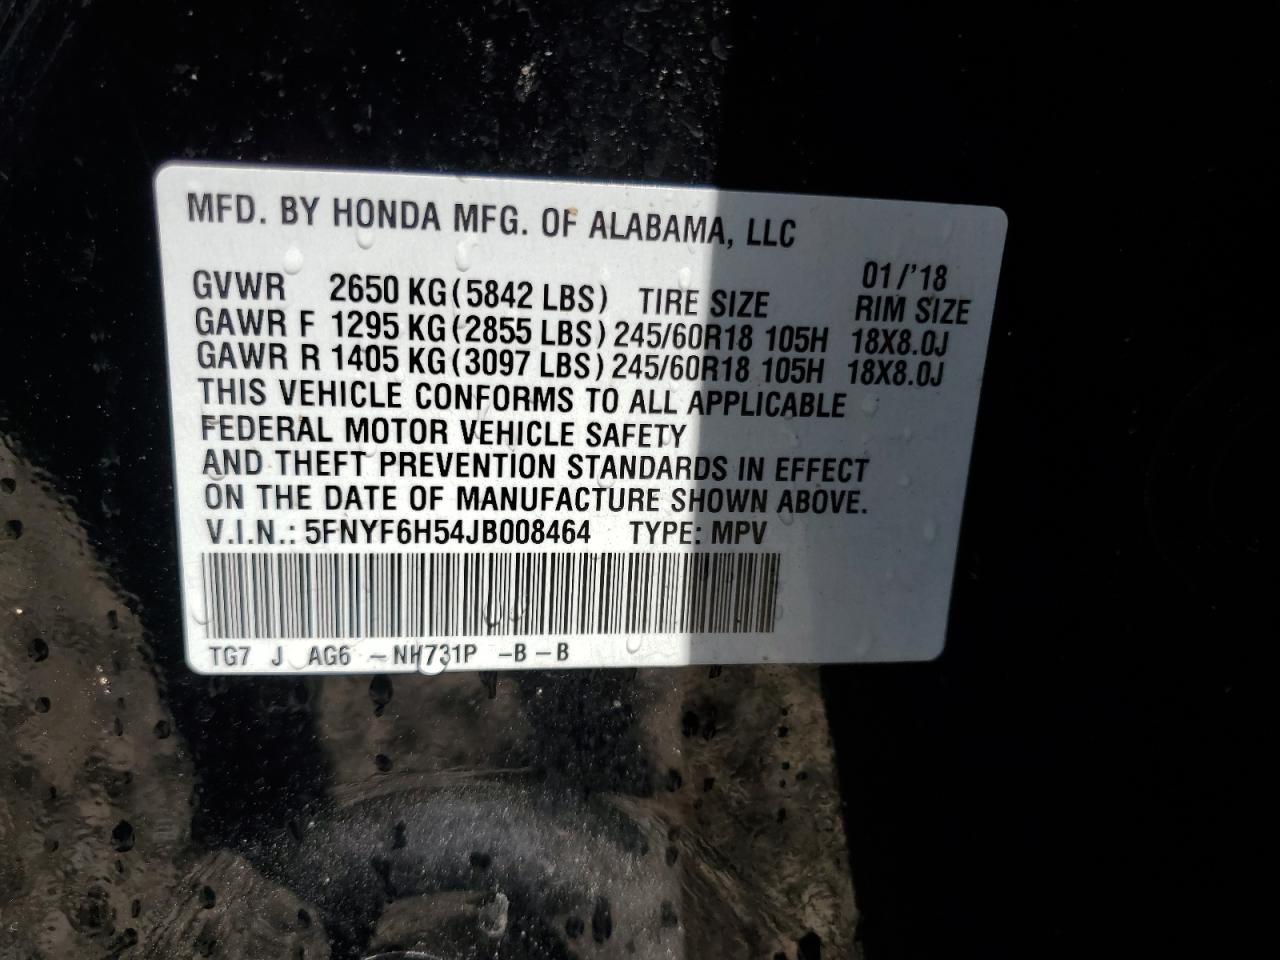 MFD. BY HONDA MFG. OF ALABAMA, LLC
01/'18
GVWR 2650 KG (5842 LBS) TIRE SIZE RIM SIZE
GAWR F 1295 KG (2855 LBS) 245/60R18 105H 18X8.0J
GAWR R 1405 KG (3097 LBS) 245/60R18 105H 18X8.0J
THIS VEHICLE CONFORMS TO ALL APPLICABLE
FEDERAL MOTOR VEHICLE SAFETY
AND THEFT PREVENTION STANDARDS IN EFFECT
ON THE DATE OF MANUFACTURE SHOWN ABOVE.
V.I.N.: 5FNYF6H54JB008464 TYPE: MPV
TG7 J AG6 -NH731P -B-B